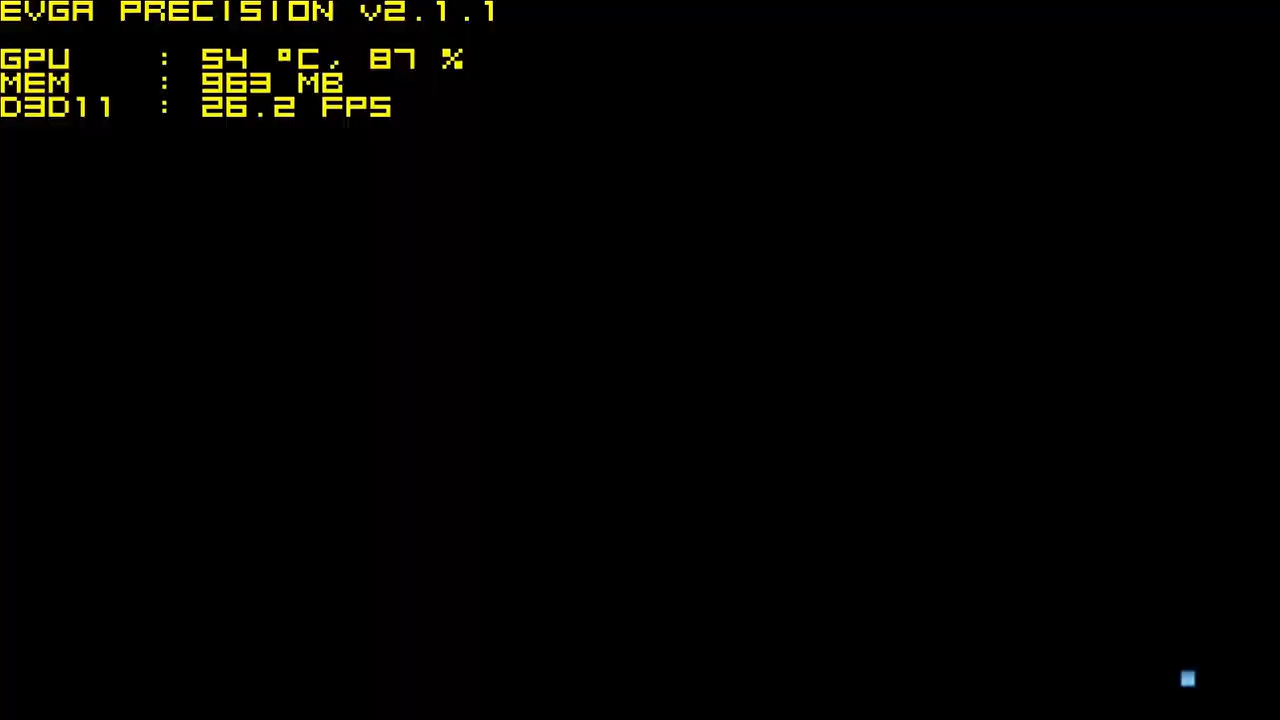 EVGA PRECISION v2.1.1
GPU : 54 °C, 87 %
MEM : 963 MB
D3D11 : 26.2 FPS